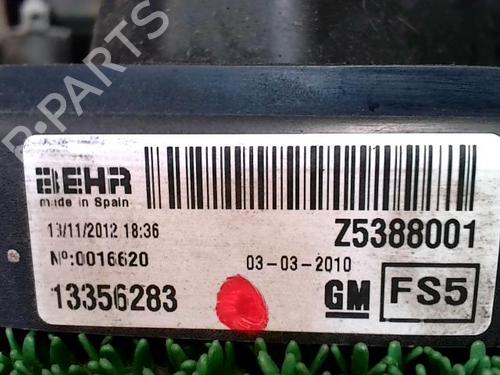 B-PARTS
BEHR
made in Spain
13/11/2012 18:36
Z5388001
Nº:0016620
03-03-2010
13356283
GM
FS5